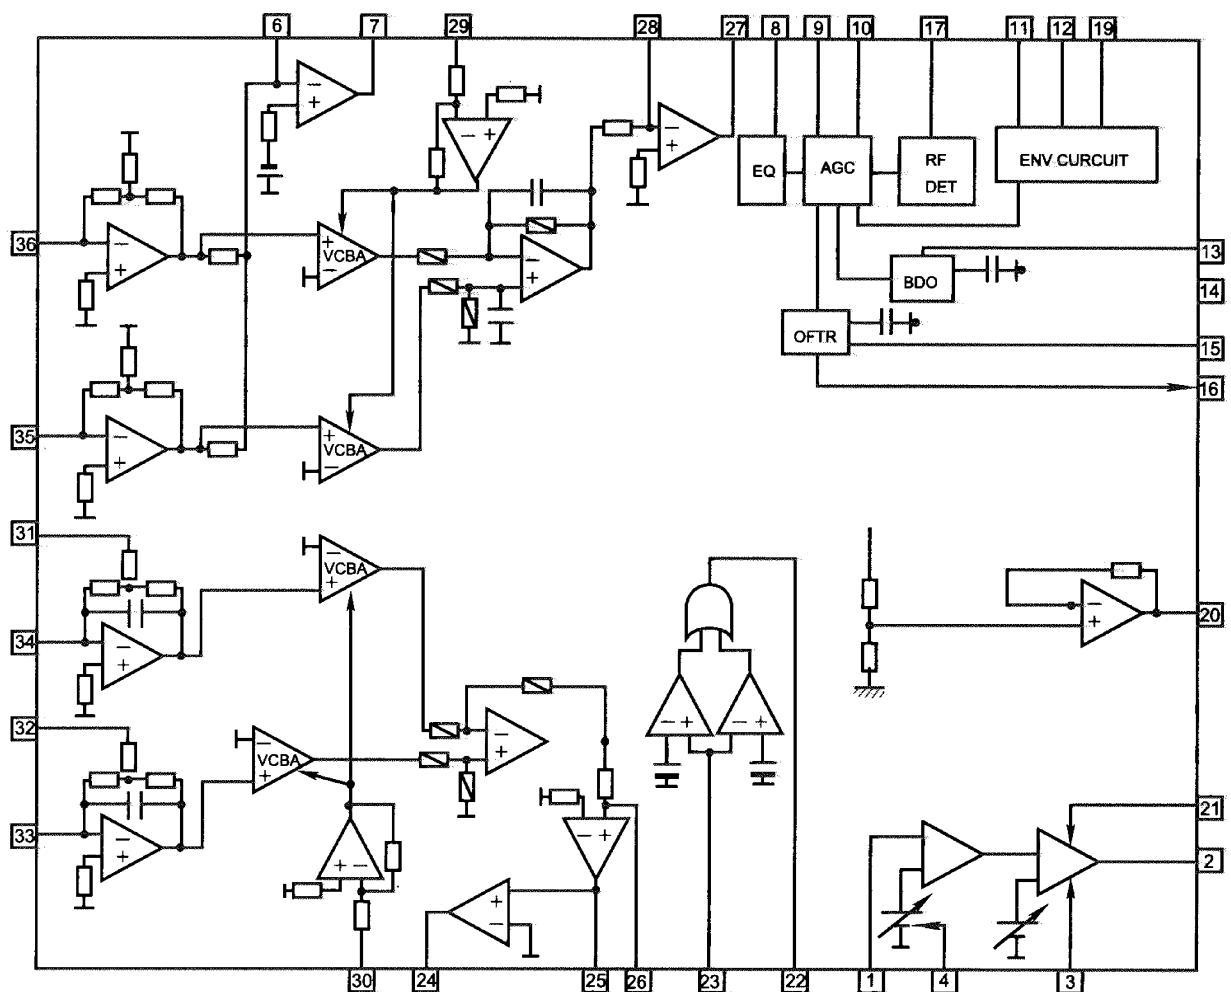 6 7 29 28 27 8 9 10 17 11 12 19
− +
− +
− +
EQ AGC RF DET ENV CURCUIT
36 − + + VCBA − − +
13
BDO
14
OFTR
15
16
35 − + + VCBA −
31
− VCBA +
34 − +
− + 20
32
− VCBA +
− +
− + − +
33 − +
− +
21
2
+ −
+ −
30 24 25 26 23 22 1 4 3